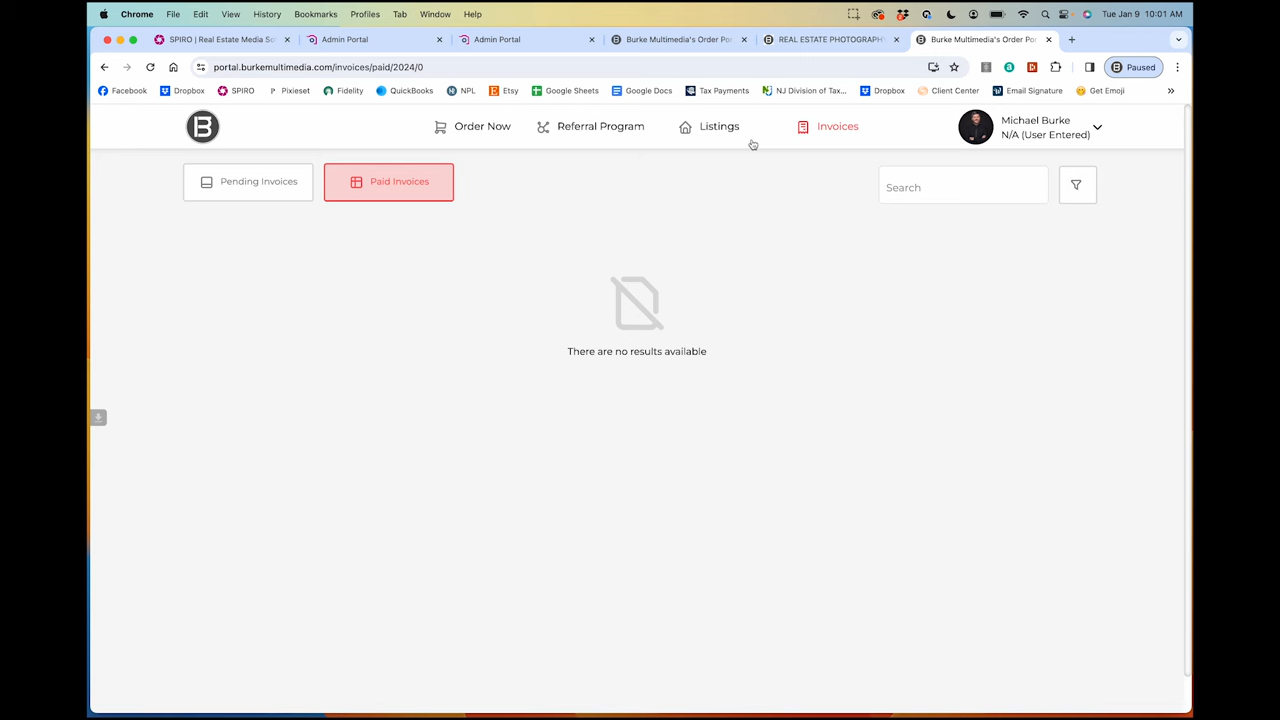 Chrome File Edit View History Bookmarks Profiles Tab Window Help Tue Jan 9 10:01 AM
SPIRO | Real Estate Media So Admin Portal Admin Portal Burke Multimedia's Order Por REAL ESTATE PHOTOGRAPHY Burke Multimedia's Order Por
portal.burkemultimedia.com/invoices/paid/2024/0 Paused
Facebook Dropbox SPIRO Pixieset Fidelity QuickBooks NPL Etsy Google Sheets Google Docs Tax Payments NJ Division of Tax... Dropbox Client Center Email Signature Get Emoji »
B Order Now Referral Program Listings Invoices Michael Burke
N/A (User Entered)
Pending Invoices Paid Invoices Search
There are no results available